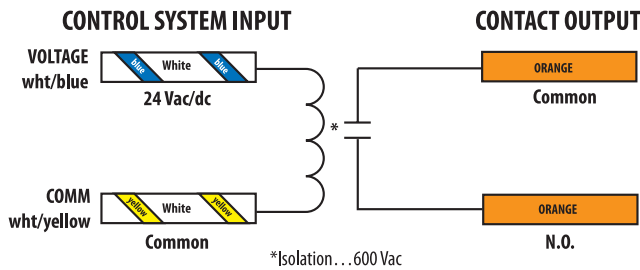 CONTROL SYSTEM INPUT
CONTACT OUTPUT
VOLTAGE
wht/blue
blue White blue
24 Vac/dc
ORANGE
Common
*
COMM
wht/yellow
yellow White yellow
Common
ORANGE
N.O.
*Isolation...600 Vac